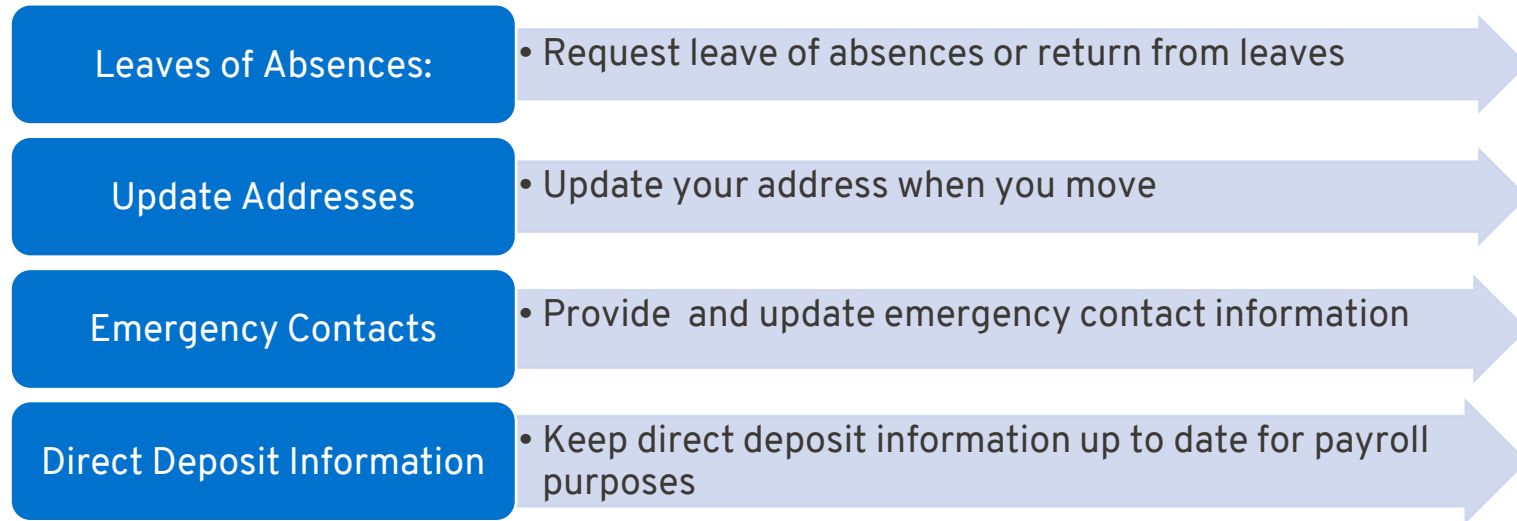 Leaves of Absences:
• Request leave of absences or return from leaves
Update Addresses
• Update your address when you move
Emergency Contacts
• Provide  and update emergency contact information
Direct Deposit Information
• Keep direct deposit information up to date for payroll
purposes